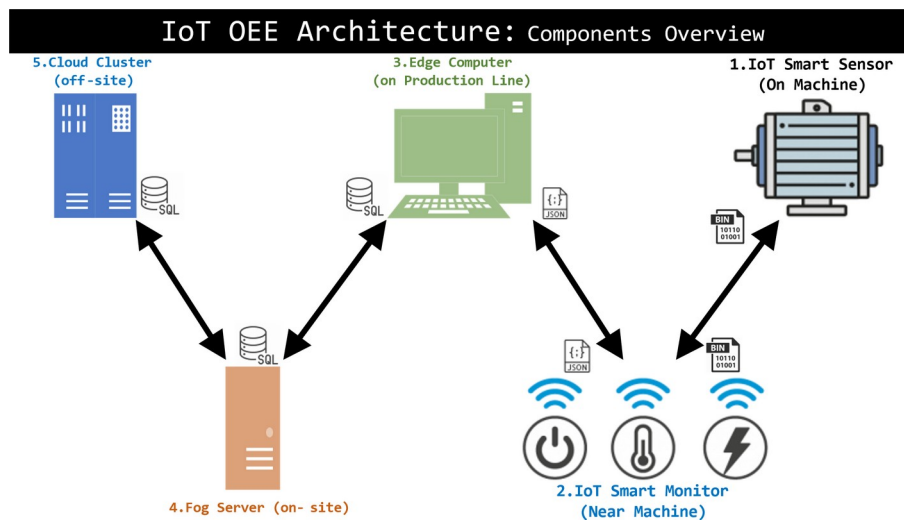 IoT OEE Architecture: Components Overview
5.Cloud Cluster
(off-site)
3.Edge Computer
(on Production Line)
1.IoT Smart Sensor
(On Machine)
SQL
SQL
{;}
JSON
BIN
10110
01001
SQL
{;}
JSON
BIN
10110
01001
4.Fog Server (on- site)
2.IoT Smart Monitor
(Near Machine)